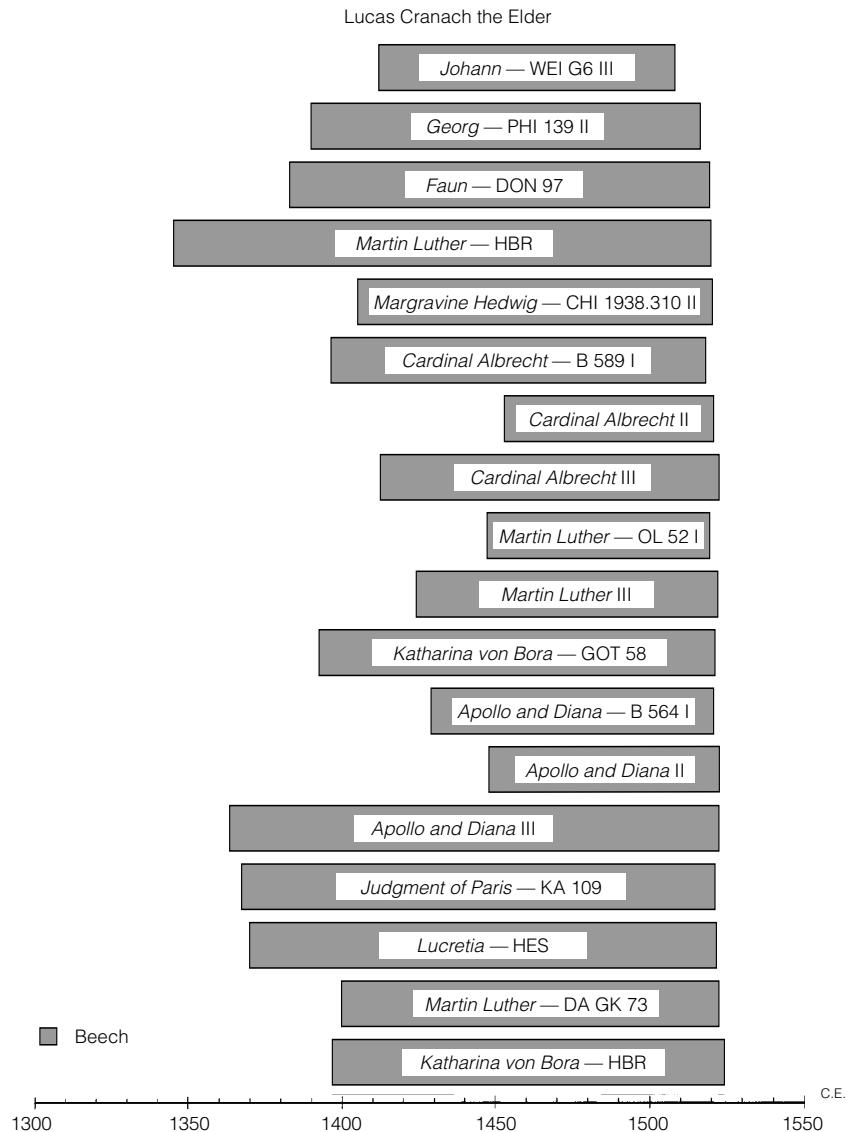 Lucas Cranach the Elder
Johann — WEI G6 III
Georg — PHI 139 II
Faun — DON 97
Martin Luther — HBR
Margravine Hedwig — CHI 1938.310 II
Cardinal Albrecht — B 589 I
Cardinal Albrecht II
Cardinal Albrecht III
Martin Luther — OL 52 I
Martin Luther III
Katharina von Bora — GOT 58
Apollo and Diana — B 564 I
Apollo and Diana II
Apollo and Diana III
Judgment of Paris — KA 109
Lucretia — HES
Martin Luther — DA GK 73
Beech
Katharina von Bora — HBR
C.E.
1300 1350 1400 1450 1500 1550